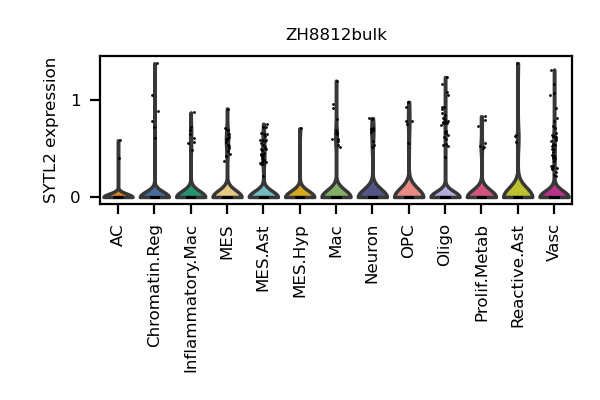 ZH8812bulk
SYTL2 expression
1
0
AC
Chromatin.Reg
Inflammatory.Mac
MES
MES.Ast
MES.Hyp
Mac
Neuron
OPC
Oligo
Prolif.Metab
Reactive.Ast
Vasc